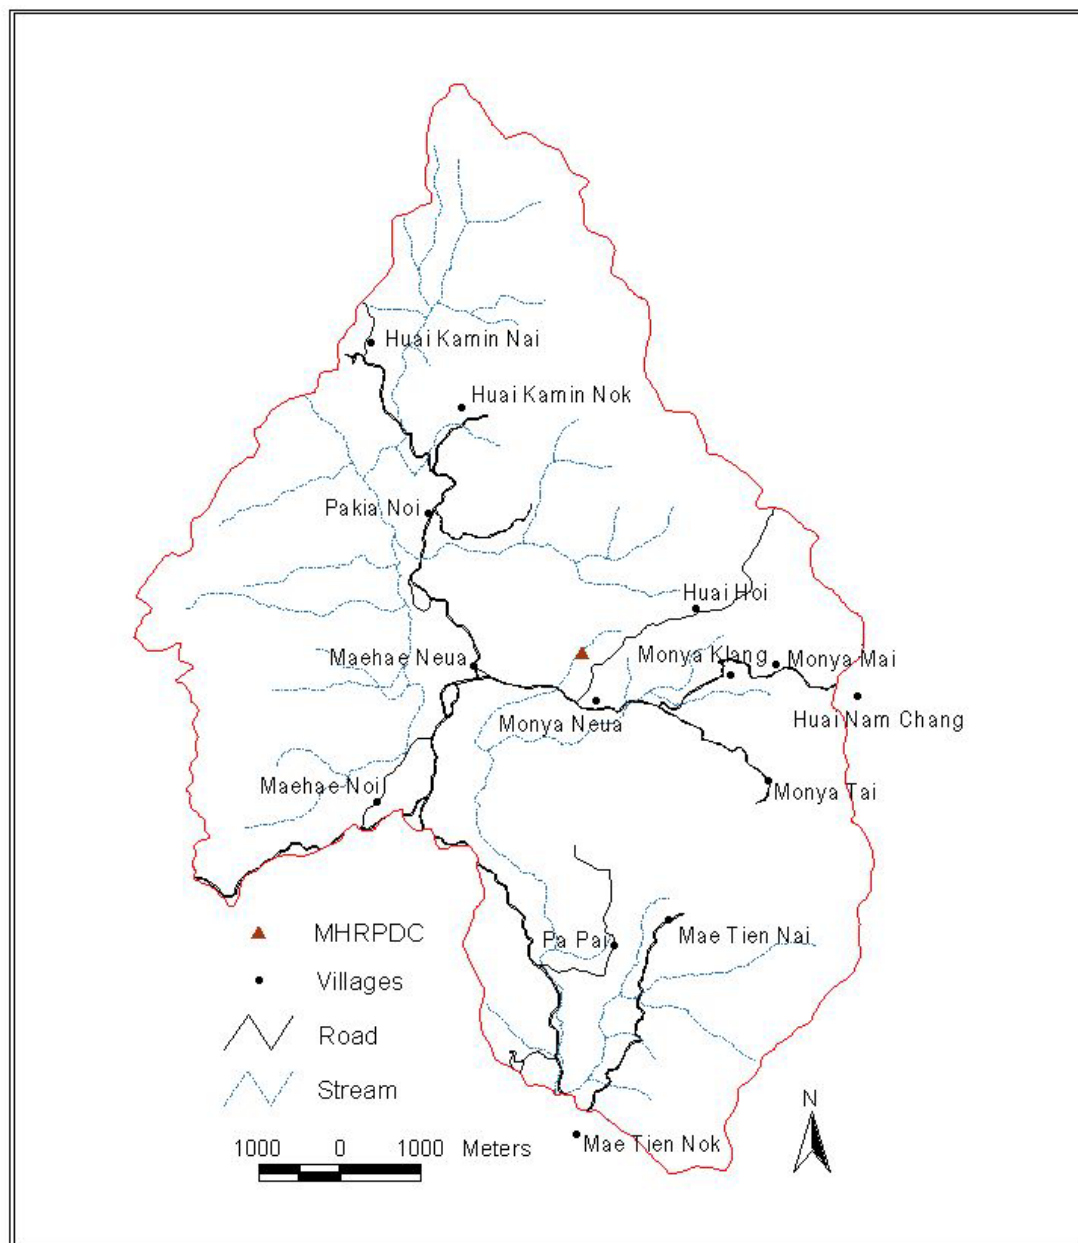 Huai Kamin Nai
Huai Kamin Nok
Pakia Noi
Huai Hoi
Maehae Neua
Monya Klang
Monya Mai
Monya Neua
Huai Nam Chang
Maehae Noi
Monya Tai
Pa Pai
Mae Tien Nai
MHRPDC
Villages
Road
Stream
N
1000 0 1000 Meters
Mae Tien Nok